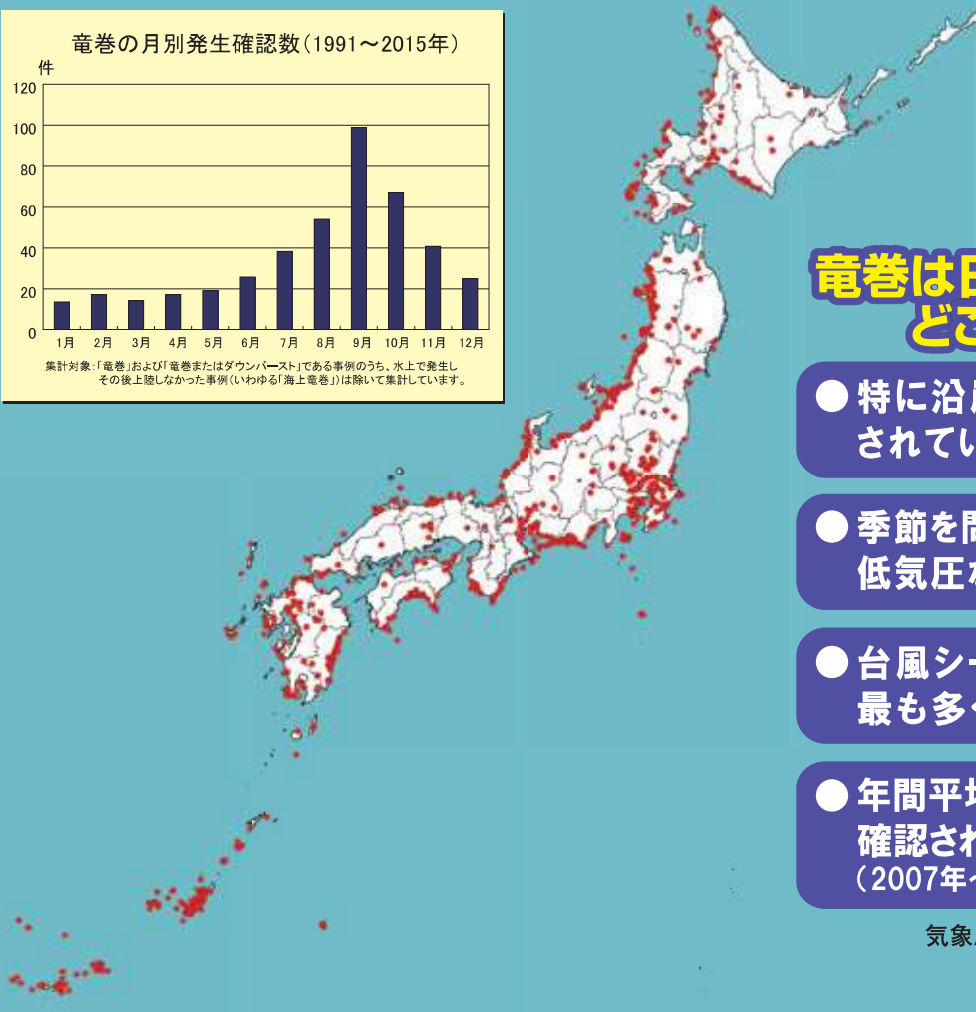 竜巻の月別発生確認数(1991～2015年)
件
120
100
80
60
40
20
0
1月 2月 3月 4月 5月 6月 7月 8月 9月 10月 11月 12月
集計対象:「竜巻」および「竜巻またはダウンバースト」である事例のうち、水上で発生し
その後上陸しなかった事例(いわゆる「海上竜巻」)は除いて集計しています。
竜巻は
どこ
●特に沿
されてい
●季節を
低気圧
●台風シー
最も多
●年間平
確認さ
(2007年
気象